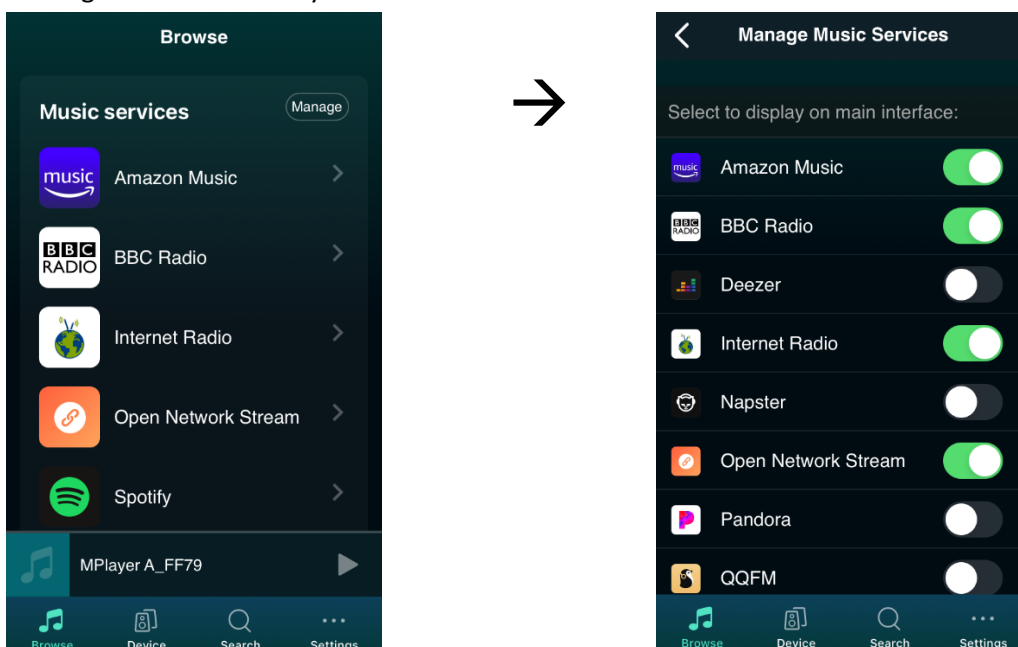 Browse
Music services
Manage
music
Amazon Music
BBC
RADIO
BBC Radio
Internet Radio
Open Network Stream
Spotify
MPlayer A_FF79
Browse
Device
Search
Settings
→
Manage Music Services
Select to display on main interface:
music
Amazon Music
BBC
RADIO
BBC Radio
Deezer
Internet Radio
Napster
Open Network Stream
Pandora
QQFM
Browse
Device
Search
Settings